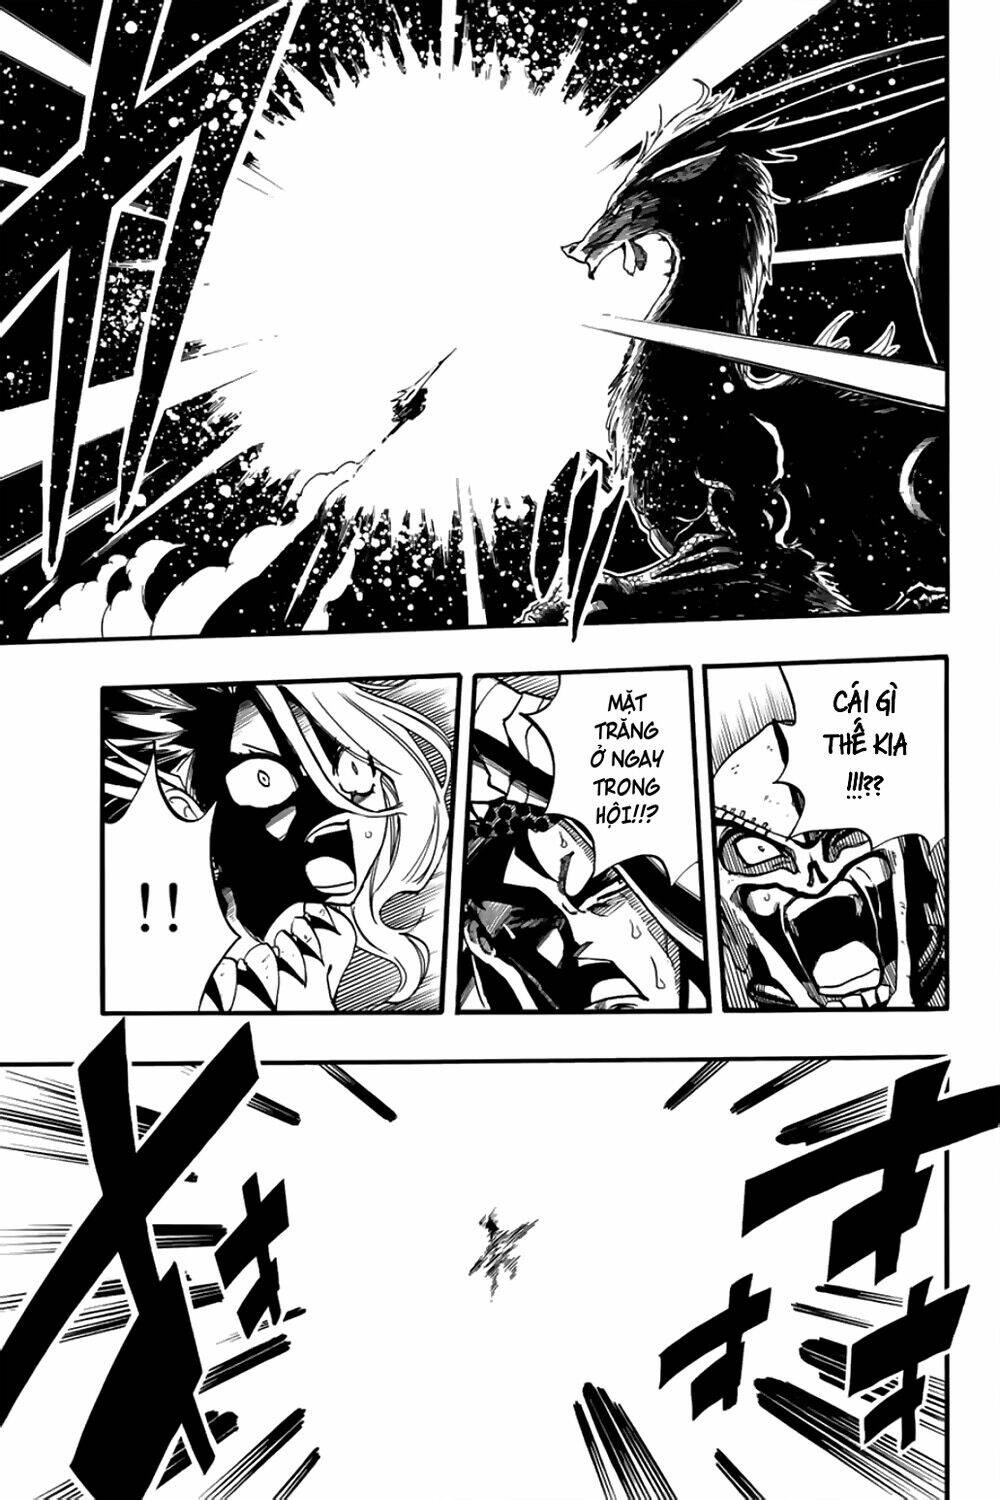 CÁI GÌ
THẾ KIA
!!!??
MẶT
TRĂNG
Ở NGAY
TRONG
HỘI!!!?
!!